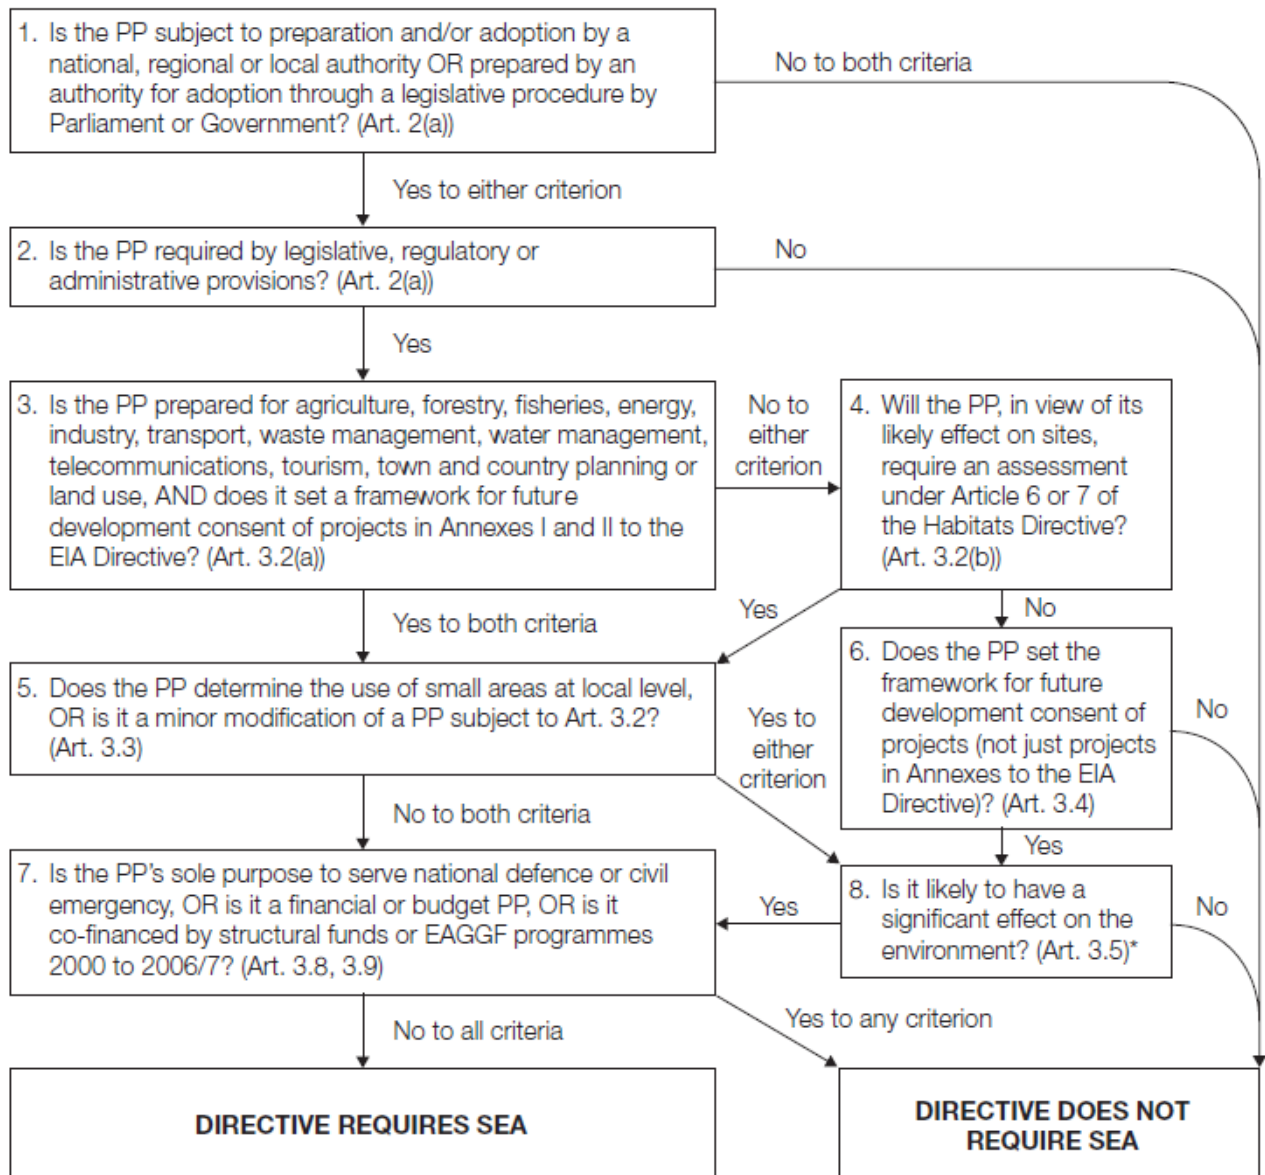 1. Is the PP subject to preparation and/or adoption by a
national, regional or local authority OR prepared by an
authority for adoption through a legislative procedure by
Parliament or Government? (Art. 2(a))
No to both criteria
Yes to either criterion
2. Is the PP required by legislative, regulatory or
administrative provisions? (Art. 2(a))
No
Yes
3. Is the PP prepared for agriculture, forestry, fisheries, energy,
industry, transport, waste management, water management,
telecommunications, tourism, town and country planning or
land use, AND does it set a framework for future
development consent of projects in Annexes I and II to the
EIA Directive? (Art. 3.2(a))
No to
either
criterion
4. Will the PP, in view of its
likely effect on sites,
require an assessment
under Article 6 or 7 of
the Habitats Directive?
(Art. 3.2(b))
Yes to both criteria
Yes
No
5. Does the PP determine the use of small areas at local level,
OR is it a minor modification of a PP subject to Art. 3.2?
(Art. 3.3)
Yes to
either
criterion
6. Does the PP set the
framework for future
development consent of
projects (not just projects
in Annexes to the EIA
Directive)? (Art. 3.4)
No
No to both criteria
Yes
7. Is the PP's sole purpose to serve national defence or civil
emergency, OR is it a financial or budget PP, OR is it
co-financed by structural funds or EAGGF programmes
2000 to 2006/7? (Art. 3.8, 3.9)
Yes
8. Is it likely to have a
significant effect on the
environment? (Art. 3.5)*
No
No to all criteria
Yes to any criterion
DIRECTIVE REQUIRES SEA
DIRECTIVE DOES NOT
REQUIRE SEA